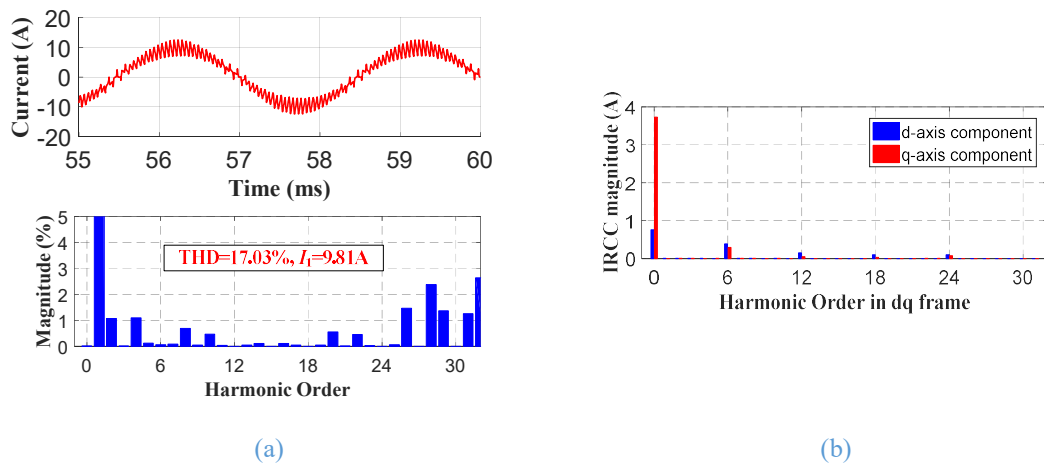 20
10
0
-10
-20
Current (A)
55 56 57 58 59 60
Time (ms)
5
4
3
2
1
0
Magnitude (%)
THD=17.03%, I1=9.81A
0 6 12 18 24 30
Harmonic Order
(a)
4
3
2
1
0
IRCC magnitude (A)
d-axis component
q-axis component
0 6 12 18 24 30
Harmonic Order in dq frame
(b)